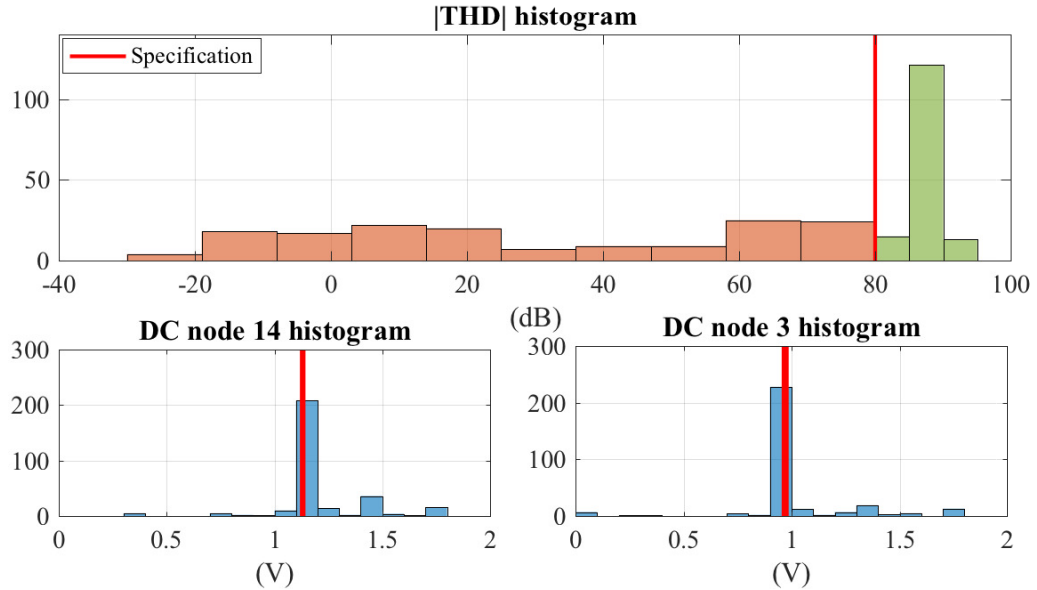 |THD| histogram
Specification
100
50
0
-40 -20 0 20 40 60 80 100
(dB)
DC node 14 histogram
300
200
100
0
0 0.5 1 1.5 2
(V)
DC node 3 histogram
300
200
100
0
0 0.5 1 1.5 2
(V)